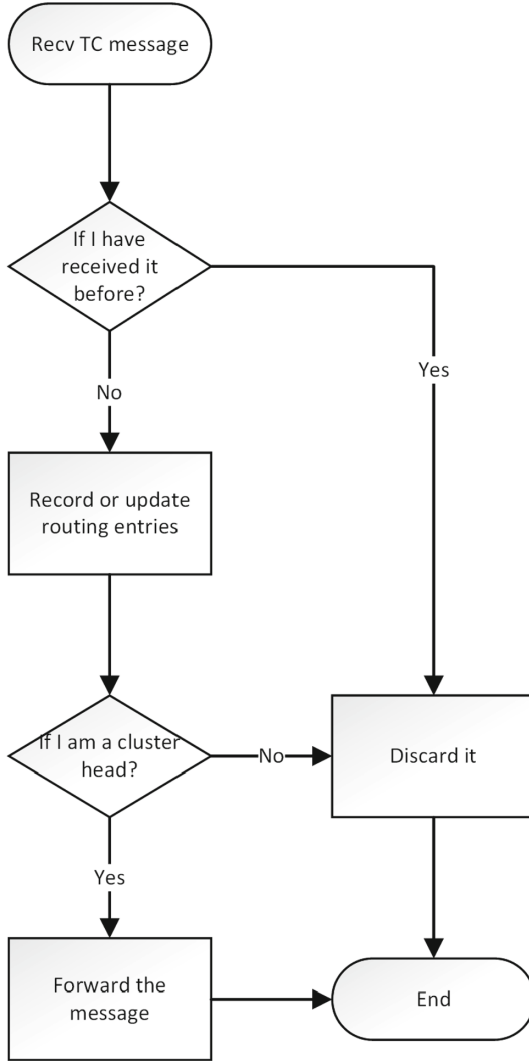 Recv TC message
If I have
received it
before?
Yes
No
Record or update
routing entries
If I am a cluster
head?
No
Discard it
Yes
Forward the
message
End